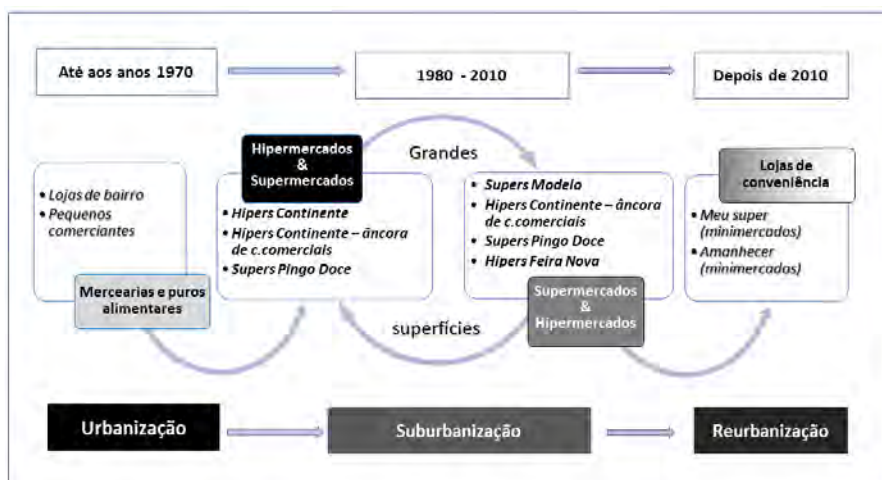 Até aos anos 1970
1980 - 2010
Depois de 2010
Hipermercados
&
Supermercados
Grandes
Lojas de
conveniência
• Lojas de bairro
• Pequenos
comerciantes
• Hipers Continente
• Hipers Continente – âncora
de c.comerciais
• Supers Pingo Doce
• Supers Modelo
• Hipers Continente – âncora
de c.comerciais
• Supers Pingo Doce
• Hipers Feira Nova
• Meu super
(minimercados)
• Amanhecer
(minimercados)
Mercearias e puros
alimentares
superfícies
Supermercados
&
Hipermercados
Urbanização
Suburbanização
Reurbanização